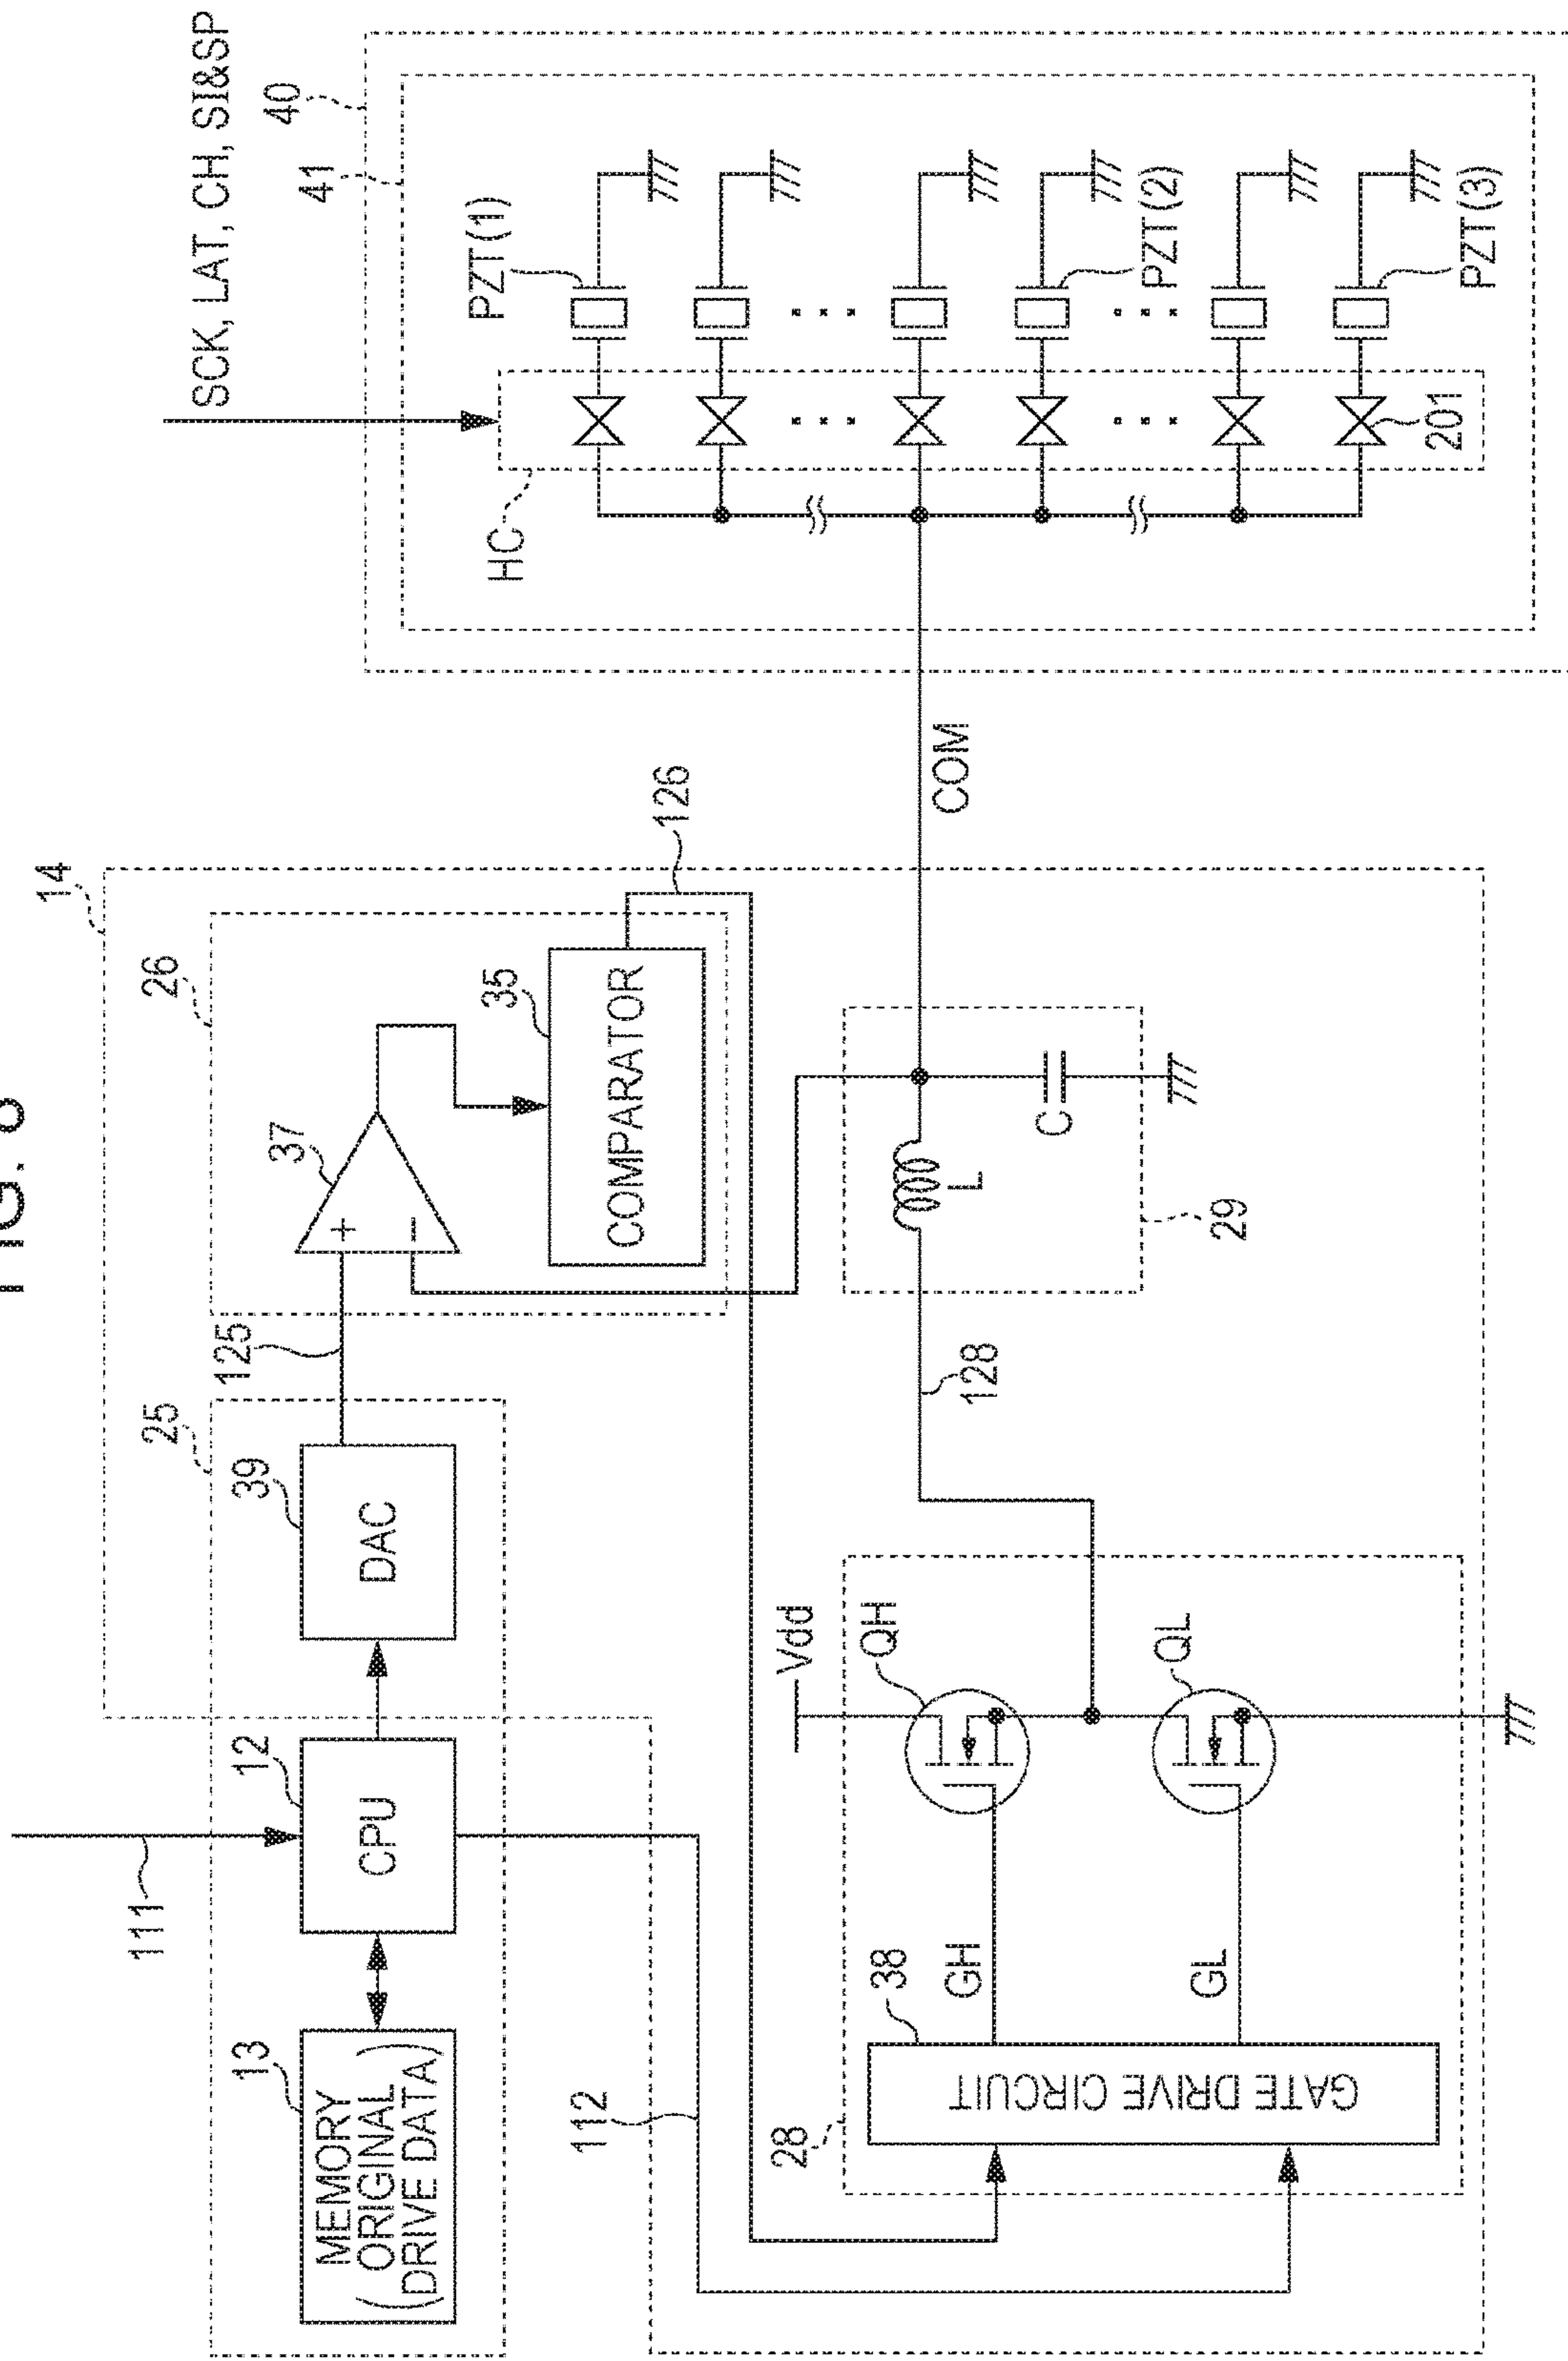 14
26
37
35
COMPARATOR
126
25
39
DAC
125
111
12
CPU
13
MEMORY
(ORIGINAL
DRIVE DATA)
112
28
38
GATE DRIVE CIRCUIT
GH
GL
Vdd
QH
QL
128
L
C
29
COM
SCK, LAT, CH, SI&SP
40
41
HC
PZT(1)
PZT(2)
PZT(3)
201
+
−